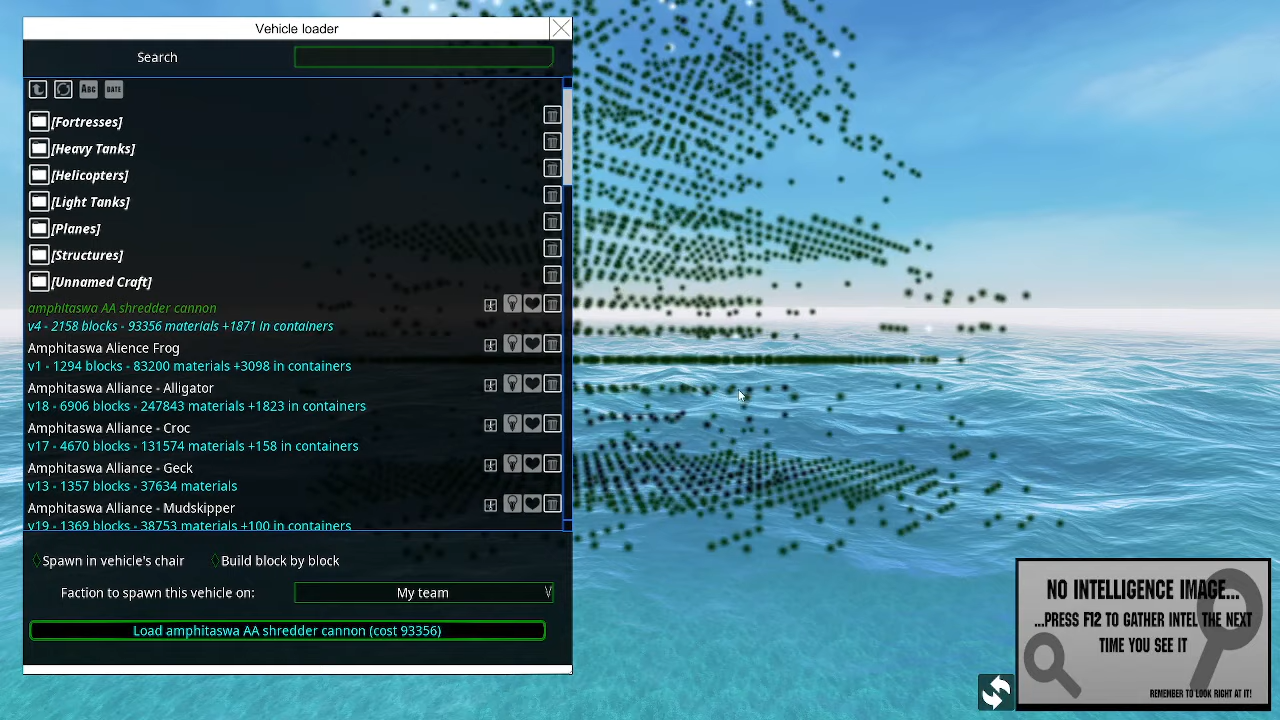 Vehicle loader
Search
ABC DATE
[Fortresses]
[Heavy Tanks]
[Helicopters]
[Light Tanks]
[Planes]
[Structures]
[Unnamed Craft]
amphitaswa AA shredder cannon
v4 - 2158 blocks - 93356 materials +1871 in containers
Amphitaswa Alience Frog
v1 - 1294 blocks - 83200 materials +3098 in containers
Amphitaswa Alliance - Alligator
v18 - 6906 blocks - 247843 materials +1823 in containers
Amphitaswa Alliance - Croc
v17 - 4670 blocks - 131574 materials +158 in containers
Amphitaswa Alliance - Geck
v13 - 1357 blocks - 37634 materials
Amphitaswa Alliance - Mudskipper
v19 - 1369 blocks - 38753 materials +100 in containers
Spawn in vehicle's chair Build block by block
Faction to spawn this vehicle on: My team
Load amphitaswa AA shredder cannon (cost 93356)
NO INTELLIGENCE IMAGE...
...PRESS F12 TO GATHER INTEL THE NEXT
TIME YOU SEE IT
REMEMBER TO LOOK RIGHT AT IT!